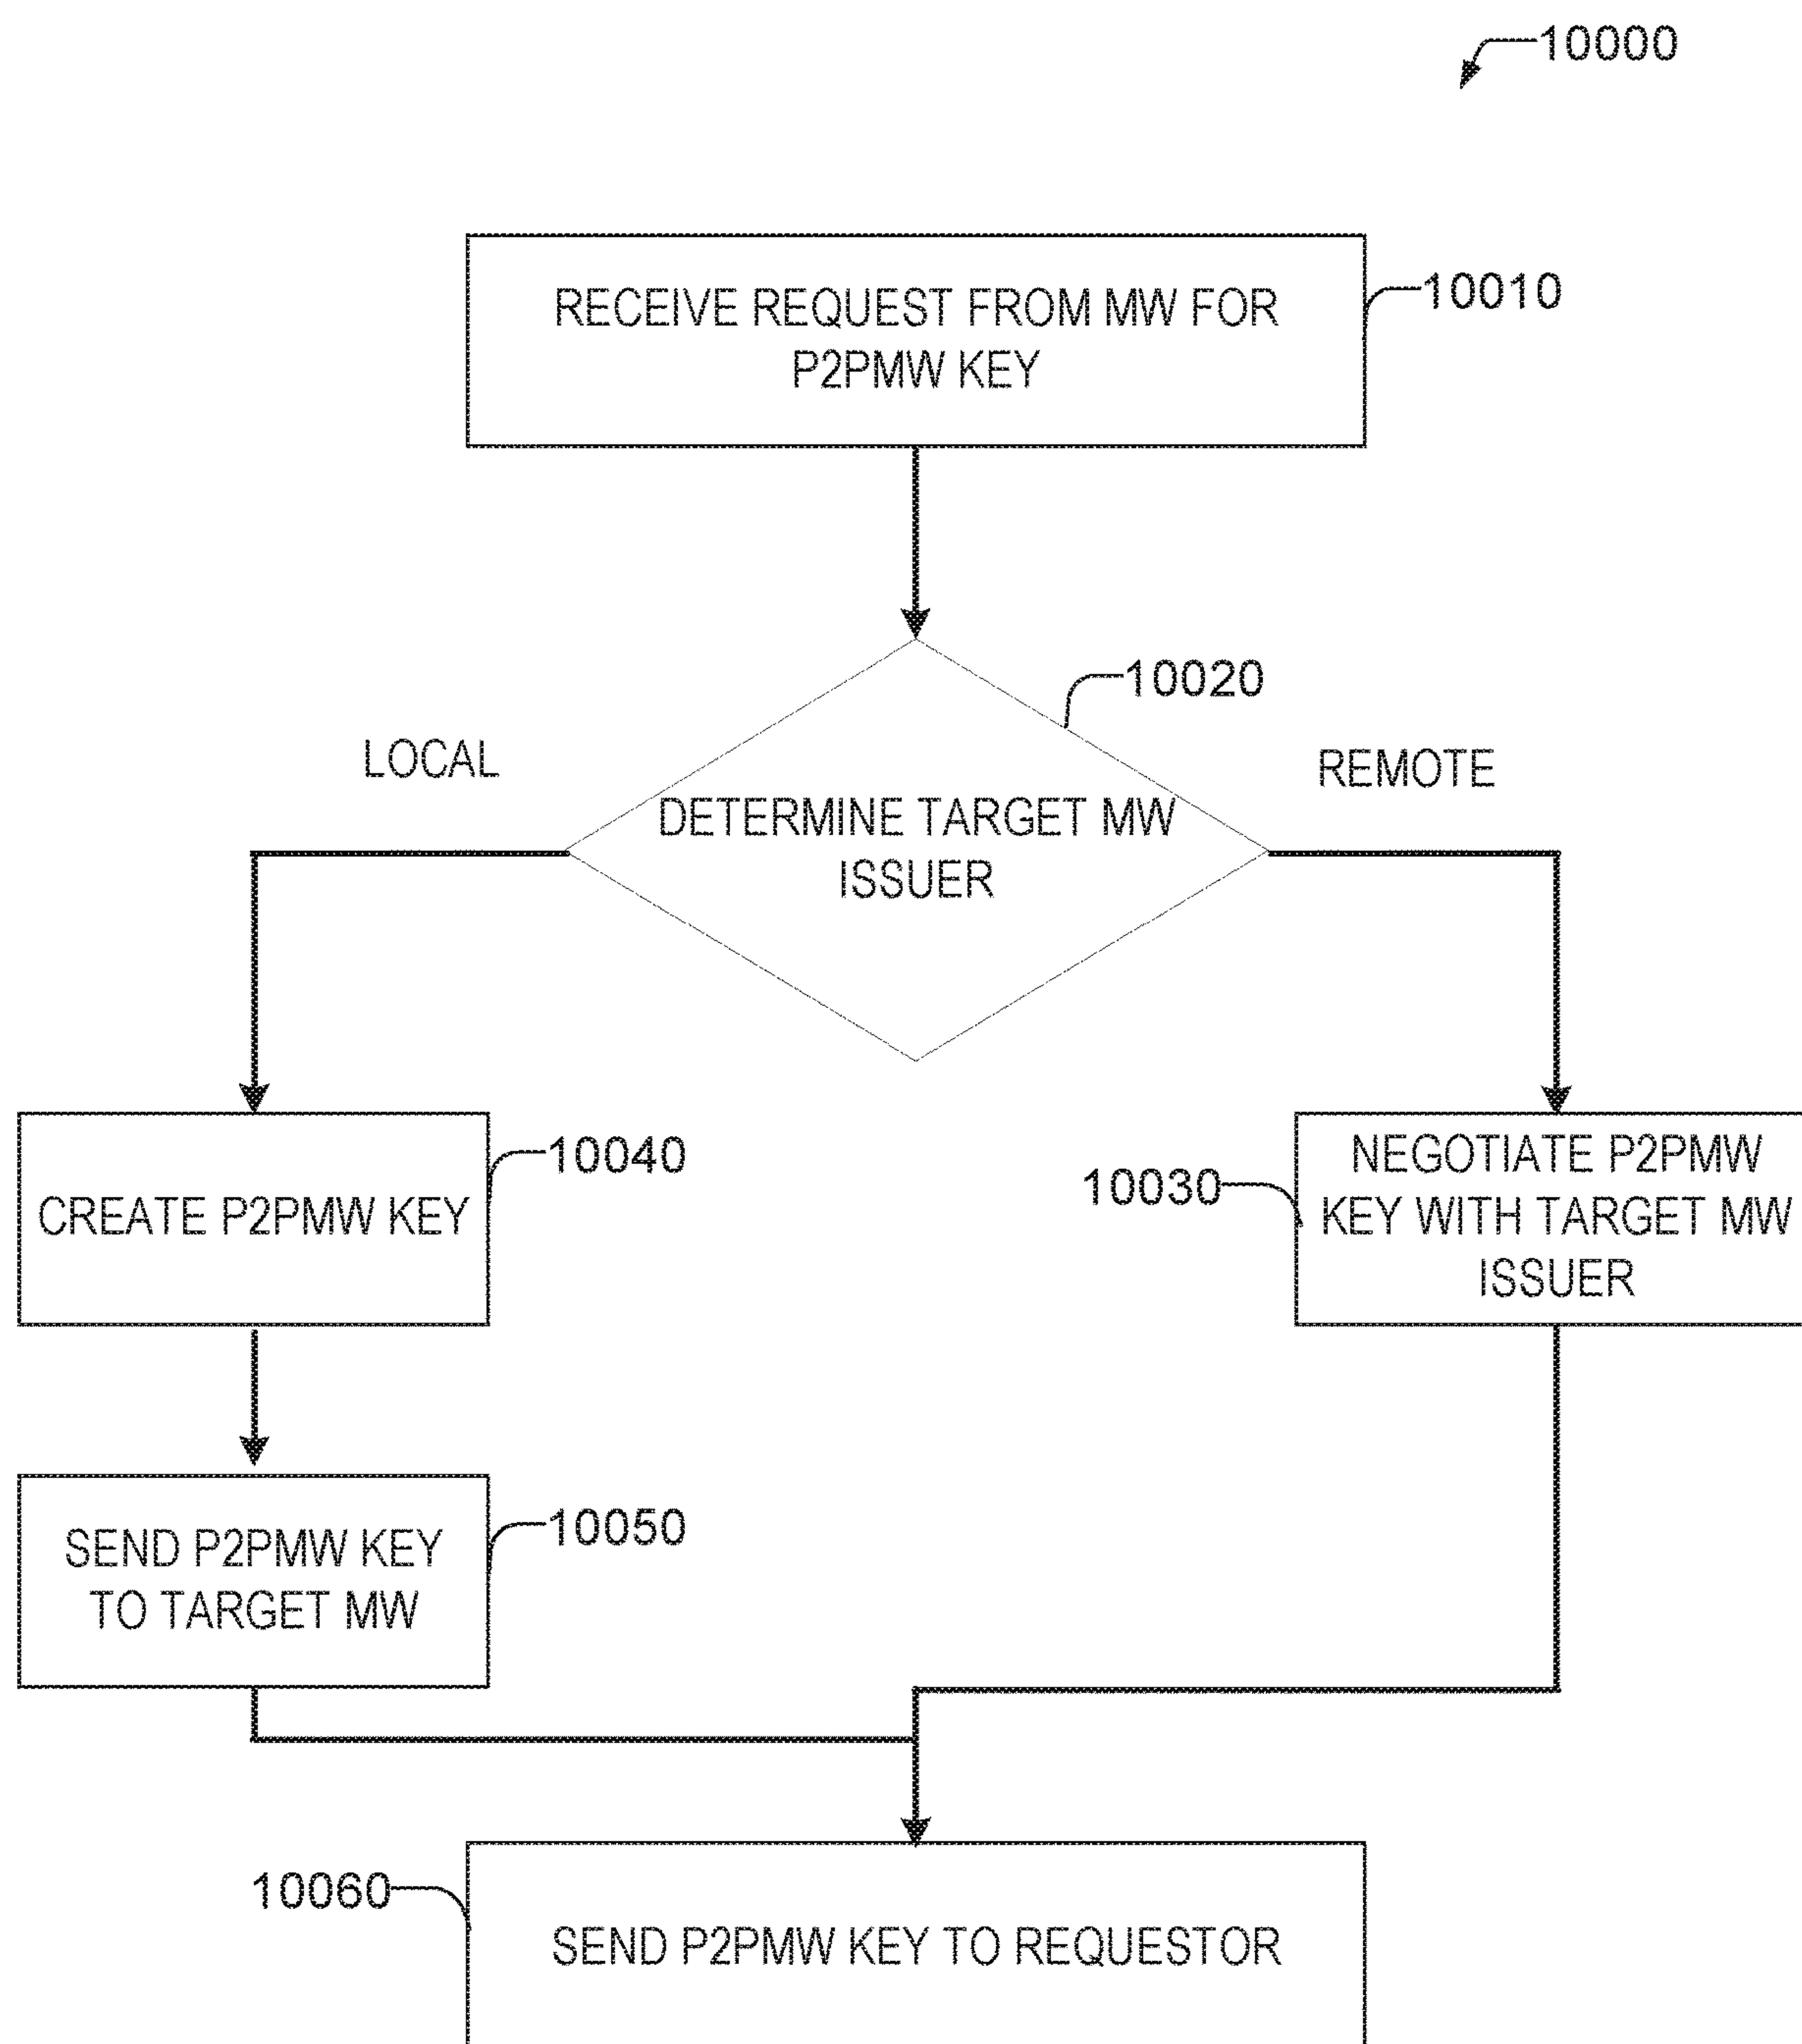 10000
RECEIVE REQUEST FROM MW FOR
P2PMW KEY
10010
10020
LOCAL
REMOTE
DETERMINE TARGET MW
ISSUER
10040
CREATE P2PMW KEY
10030
NEGOTIATE P2PMW
KEY WITH TARGET MW
ISSUER
10050
SEND P2PMW KEY
TO TARGET MW
10060
SEND P2PMW KEY TO REQUESTOR